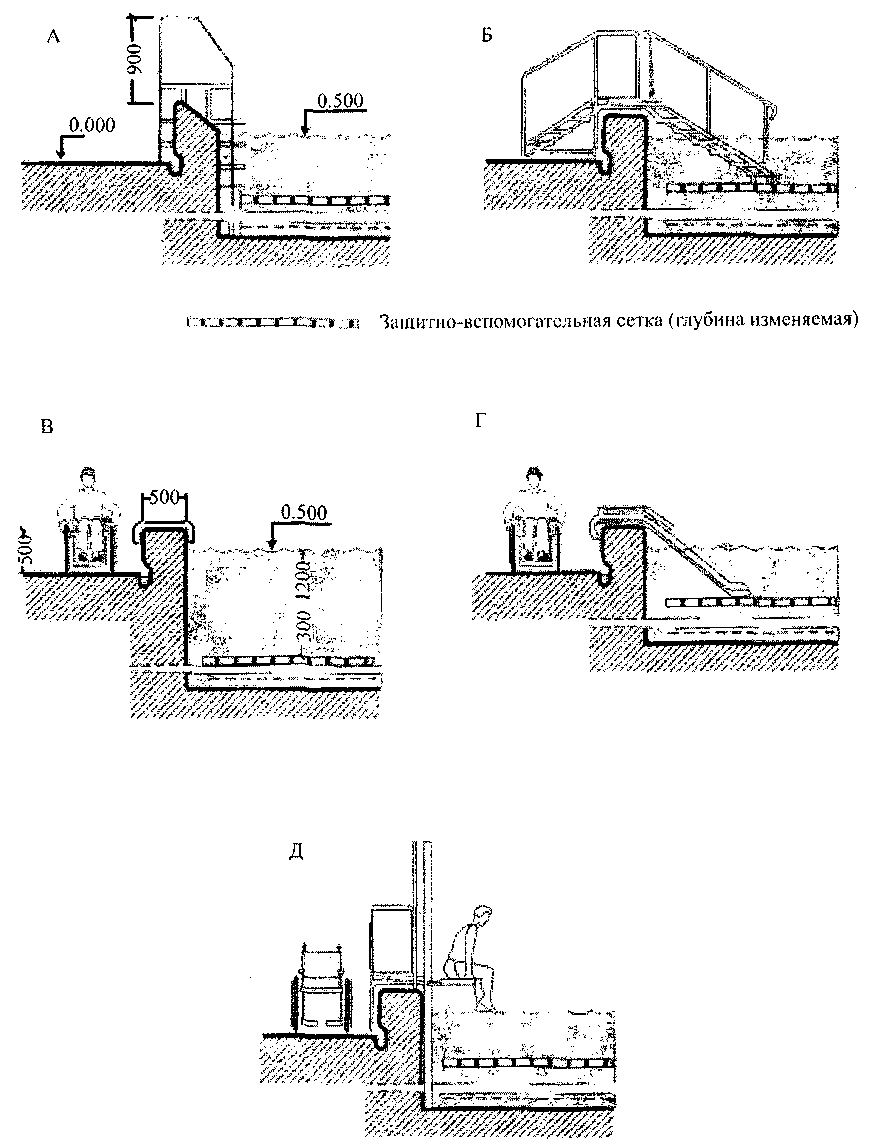 А
Б
900
0.500
0.000
Защитно-вспомогательная сетка (глубина изменяемая)
В
Г
500
0.500
500
1200
300
Д